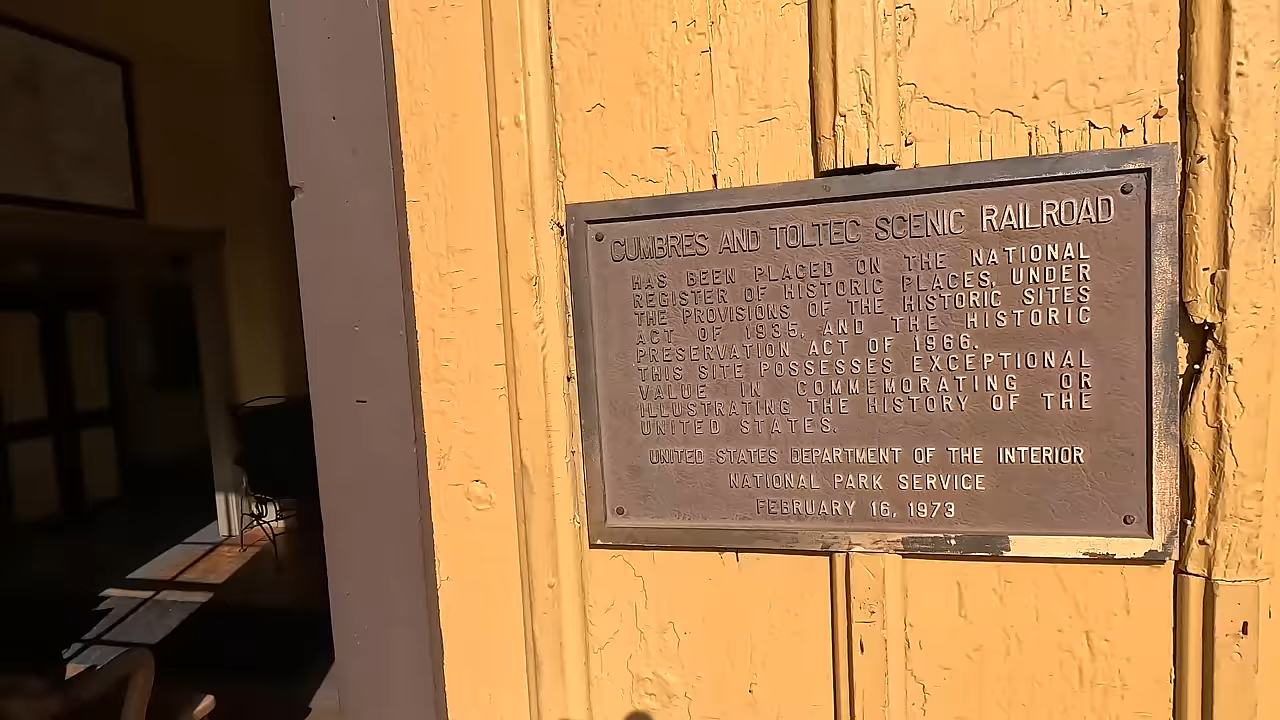 CUMBRES AND TOLTEC SCENIC RAILROAD
HAS BEEN PLACED ON THE NATIONAL
REGISTER OF HISTORIC PLACES, UNDER
THE PROVISIONS OF THE HISTORIC SITES
ACT OF 1935, AND THE HISTORIC
PRESERVATION ACT OF 1966.
THIS SITE POSSESSES EXCEPTIONAL
VALUE IN COMMEMORATING OR
ILLUSTRATING THE HISTORY OF THE
UNITED STATES.
UNITED STATES DEPARTMENT OF THE INTERIOR
NATIONAL PARK SERVICE
FEBRUARY 16, 1973